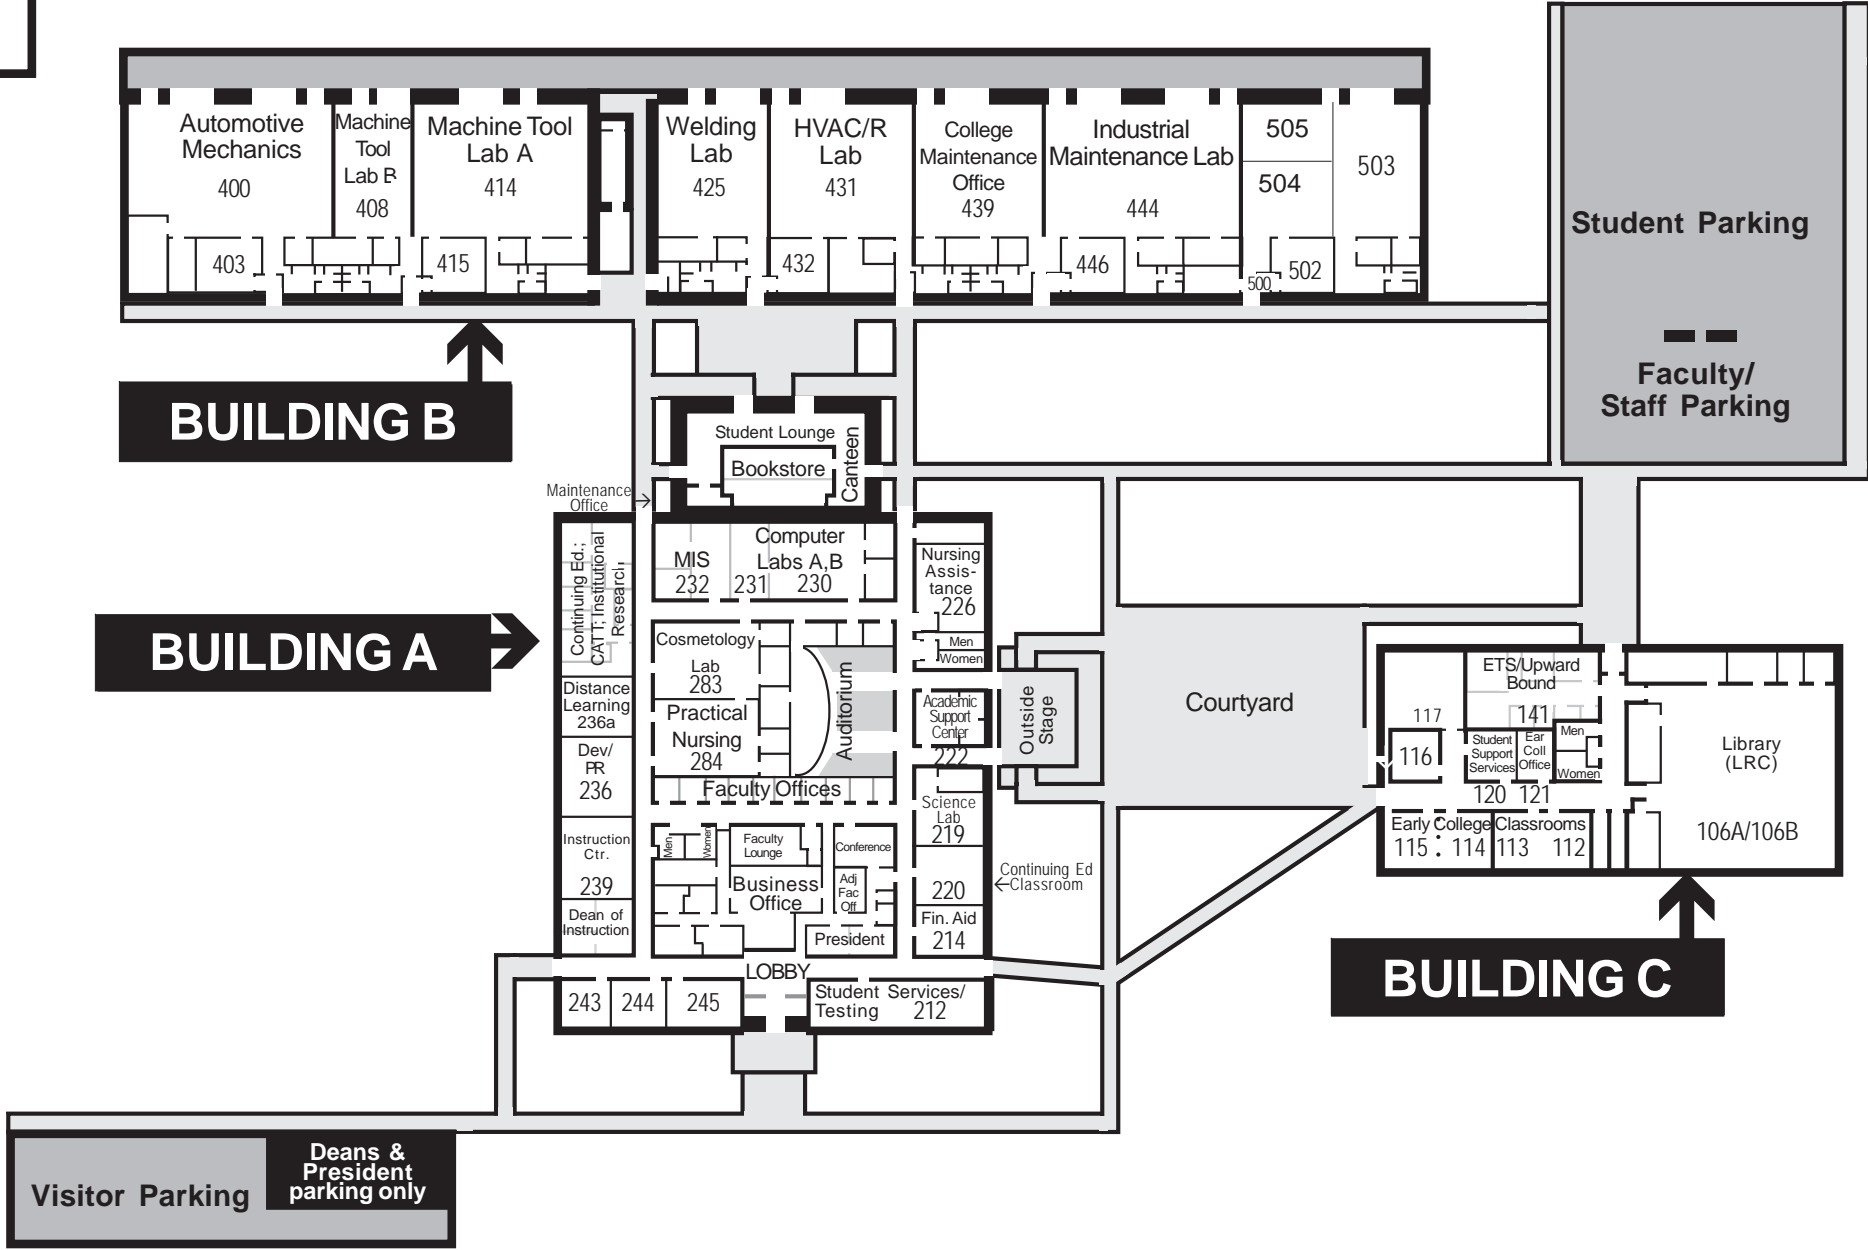 Automotive
Mechanics
400
403
Machine
Tool
Lab B
408
Machine Tool
Lab A
414
415
Welding
Lab
425
HVAC/R
Lab
431
432
College
Maintenance
Office
439
Industrial
Maintenance Lab
444
446
505
504
503
500
502
Student Parking
Faculty/
Staff Parking
BUILDING B
Student Lounge
Bookstore
Canteen
Maintenance
Office
BUILDING A
Continuing Ed.;
CATT; Institutional
Research
MIS
232
231
Computer
Labs A,B
230
Nursing
Assis-
tance
226
Men
Women
Cosmetology
Lab
283
Practical
Nursing
284
Auditorium
Faculty Offices
Academic
Support
Center
222
Outside
Stage
Courtyard
Distance
Learning
236a
Dev/
PR
236
Instruction
Ctr.
239
Dean of
Instruction
Men
Women
Faculty
Lounge
Conference
Business
Office
Adj
Fac
Off
President
Science
Lab
219
220
Continuing Ed
Classroom
Fin. Aid
214
LOBBY
243
244
245
Student Services/
Testing 212
ETS/Upward
Bound
141
117
116
Student
Support
Services
120
Ear
Coll
Office
121
Men
Women
Library
(LRC)
106A/106B
Early College Classrooms
115 : 114 113 112
BUILDING C
Visitor Parking
Deans &
President
parking only